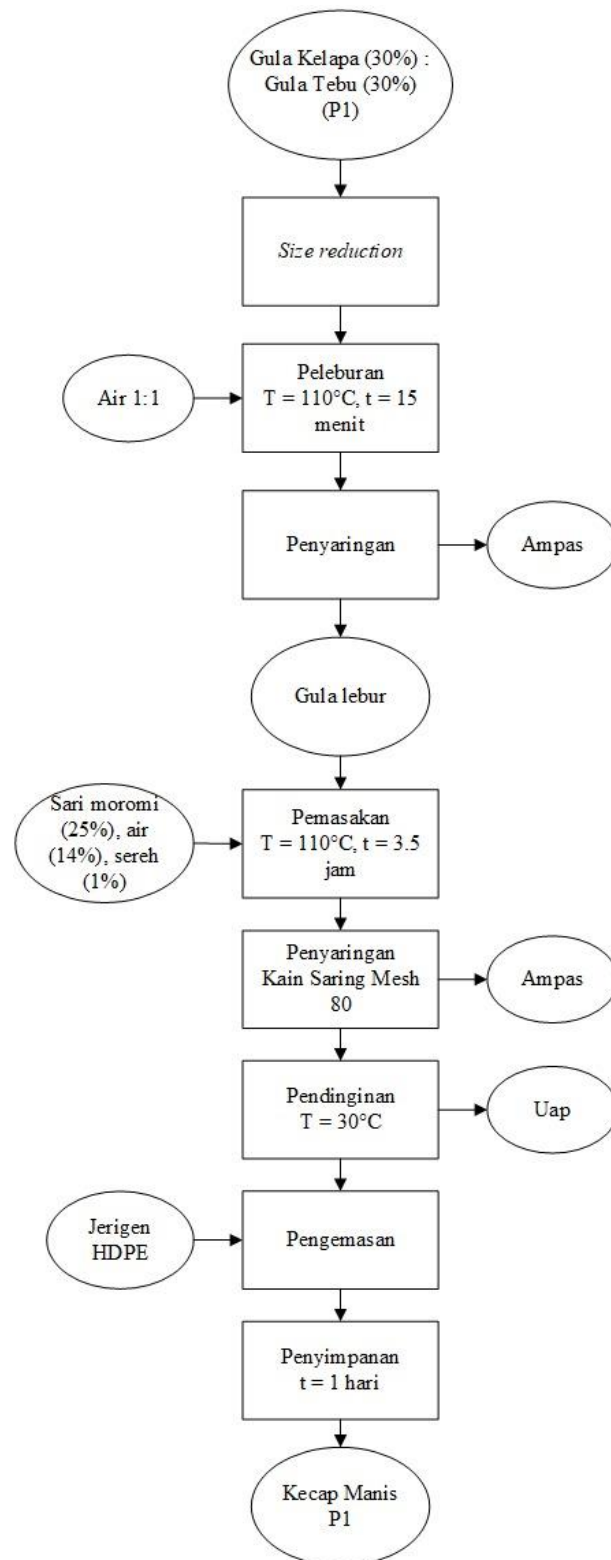 Gula Kelapa (30%) :
Gula Tebu (30%)
(P1)
Size reduction
Air 1:1
Peleburan
T = 110°C, t = 15
menit
Penyaringan
Ampas
Gula lebur
Sari moromi
(25%), air
(14%), sereh
(1%)
Pemasakan
T = 110°C, t = 3.5
jam
Penyaringan
Kain Saring Mesh
80
Ampas
Pendinginan
T = 30°C
Uap
Jerigen
HDPE
Pengemasan
Penyimpanan
t = 1 hari
Kecap Manis
P1